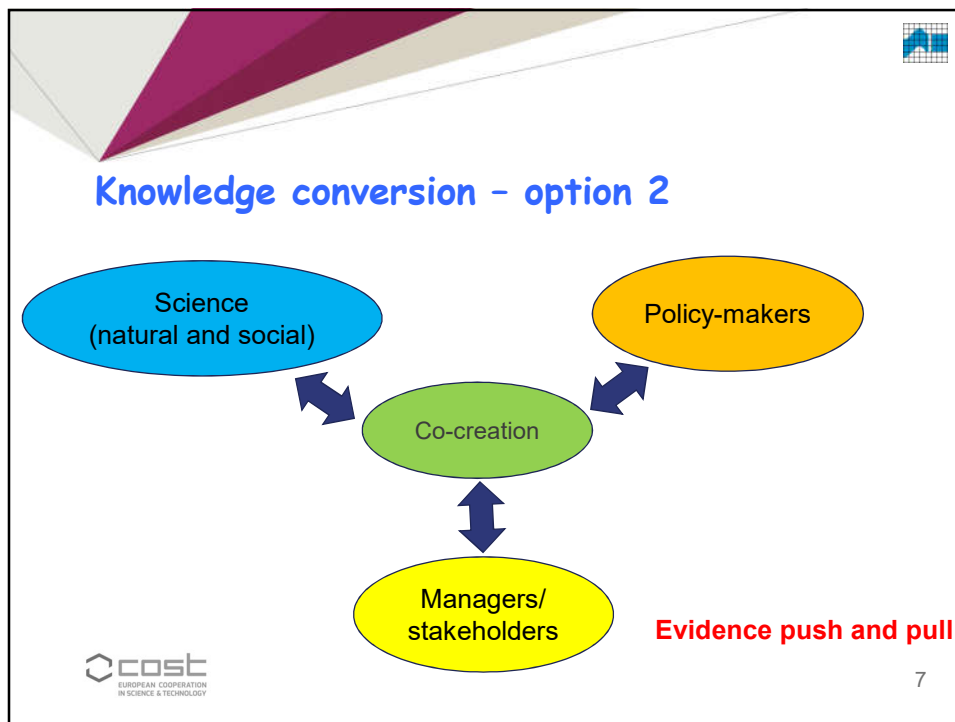 Knowledge conversion – option 2
Science
(natural and social)
Policy-makers
Co-creation
Managers/
stakeholders
Evidence push and pull
cost
EUROPEAN COOPERATION
IN SCIENCE & TECHNOLOGY
7